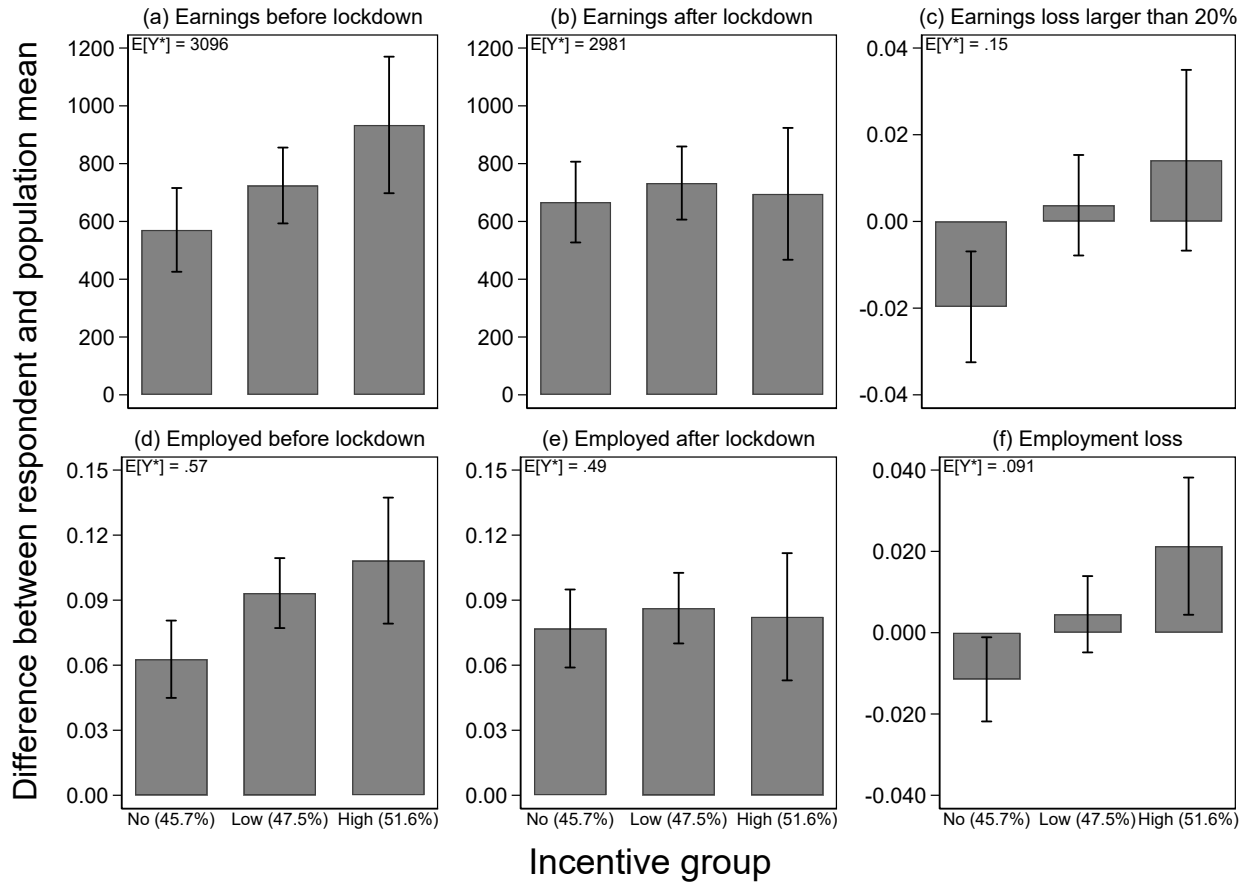 Difference between respondent and population mean
(a) Earnings before lockdown
E[Y*] = 3096
1200
1000
800
600
400
200
0
(b) Earnings after lockdown
E[Y*] = 2981
1200
1000
800
600
400
200
0
(c) Earnings loss larger than 20%
E[Y*] = .15
0.04
0.02
0.00
-0.02
-0.04
(d) Employed before lockdown
E[Y*] = .57
0.15
0.12
0.09
0.06
0.03
0.00
No (45.7%) Low (47.5%) High (51.6%)
(e) Employed after lockdown
E[Y*] = .49
0.15
0.12
0.09
0.06
0.03
0.00
No (45.7%) Low (47.5%) High (51.6%)
(f) Employment loss
E[Y*] = .091
0.040
0.020
0.000
-0.020
-0.040
No (45.7%) Low (47.5%) High (51.6%)
Incentive group